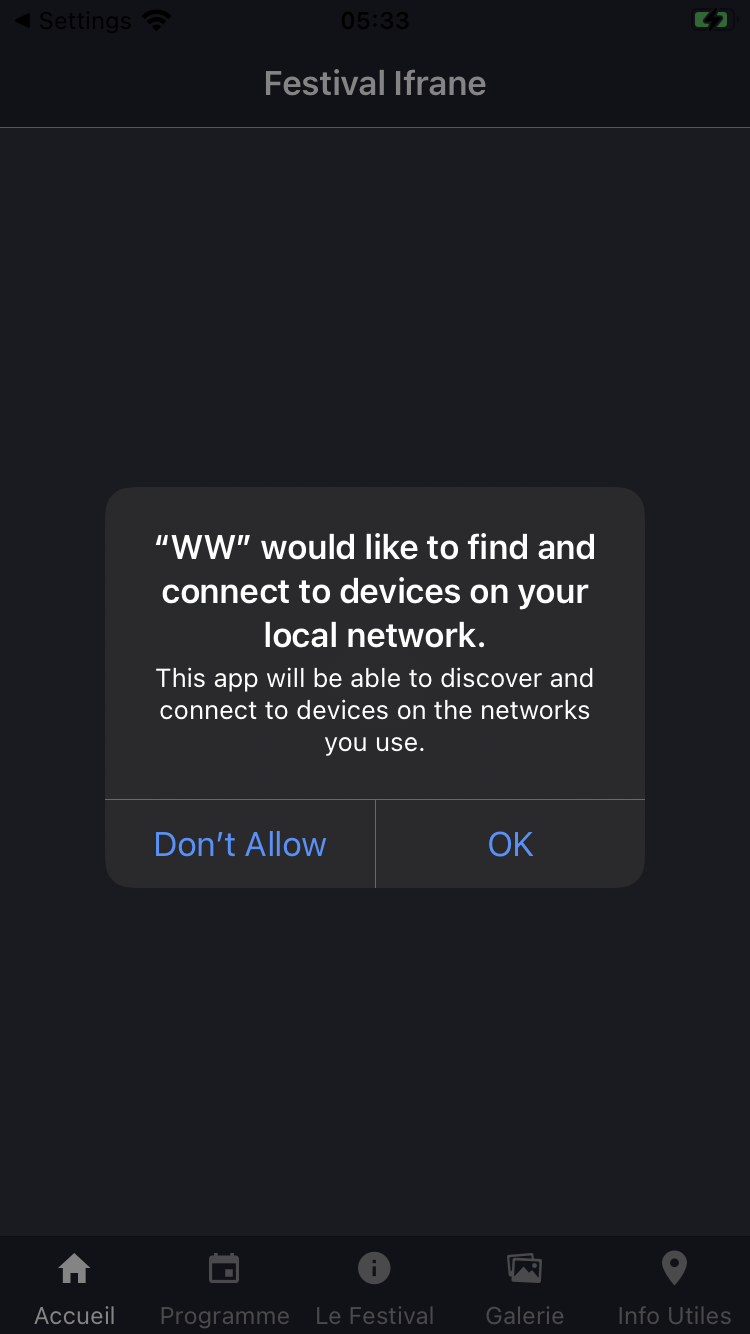 Settings 05:33
Festival Ifrane
“WW” would like to find and
connect to devices on your
local network.
This app will be able to discover and
connect to devices on the networks
you use.
Don’t Allow OK
Accueil Programme Le Festival Galerie Info Utiles